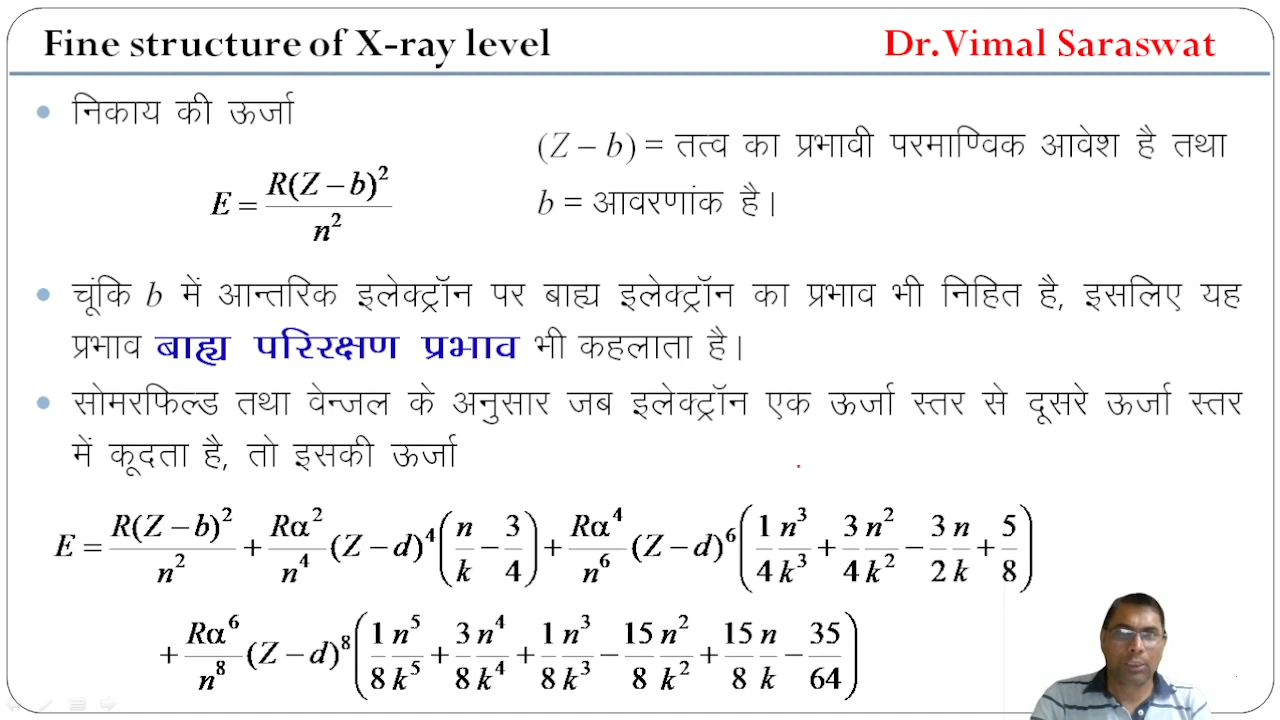 Fine structure of X-ray level Dr. Vimal Saraswat
निकाय की ऊर्जा
(Z – b) = तत्व का प्रभावी परमाण्विक आवेश है तथा
E = R(Z – b)² / n²
b = आवरणांक है।
चूंकि b में आन्तरिक इलेक्ट्रॉन पर बाह्य इलेक्ट्रॉन का प्रभाव भी निहित है, इसलिए यह
प्रभाव बाह्य परिरक्षण प्रभाव भी कहलाता है।
सोमरफिल्ड तथा वेन्जल के अनुसार जब इलेक्ट्रॉन एक ऊर्जा स्तर से दूसरे ऊर्जा स्तर
में कूदता है, तो इसकी ऊर्जा
E = R(Z – b)²/n² + Rα²/n⁴ (Z – d)⁴ (n/k – 3/4) + Rα⁴/n⁶ (Z – d)⁶ (1/4 n³/k³ + 3/4 n²/k² – 3/2 n/k + 5/8)
+ Rα⁶/n⁸ (Z – d)⁸ (1/8 n⁵/k⁵ + 3/8 n⁴/k⁴ + 1/8 n³/k³ – 15/8 n²/k² + 15/8 n/k – 35/64)